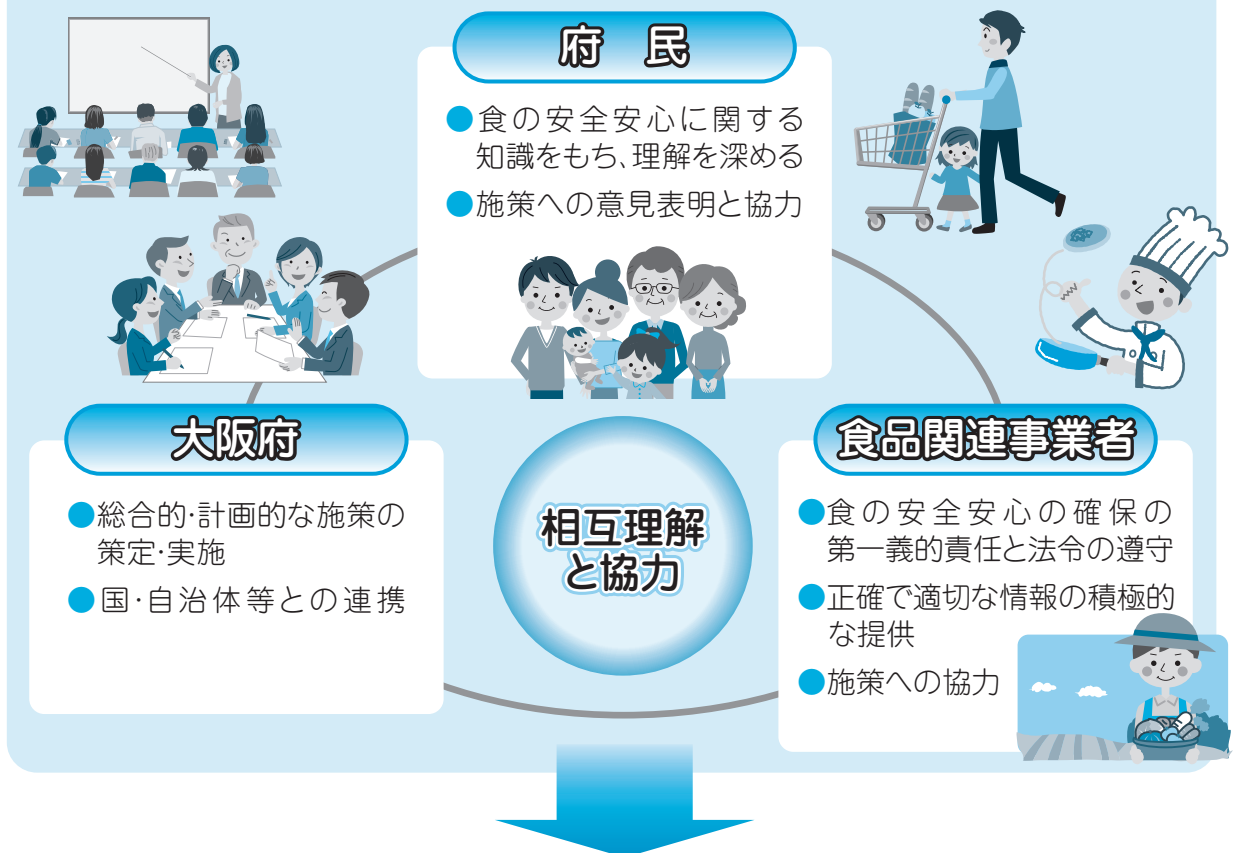 府民
●食の安全安心に関する
知識をもち、理解を深める
●施策への意見表明と協力
大阪府
●総合的・計画的な施策の
策定・実施
●国・自治体等との連携
相互理解
と協力
食品関連事業者
●食の安全安心の確保の
第一義的責任と法令の遵守
●正確で適切な情報の積極的
な提供
●施策への協力